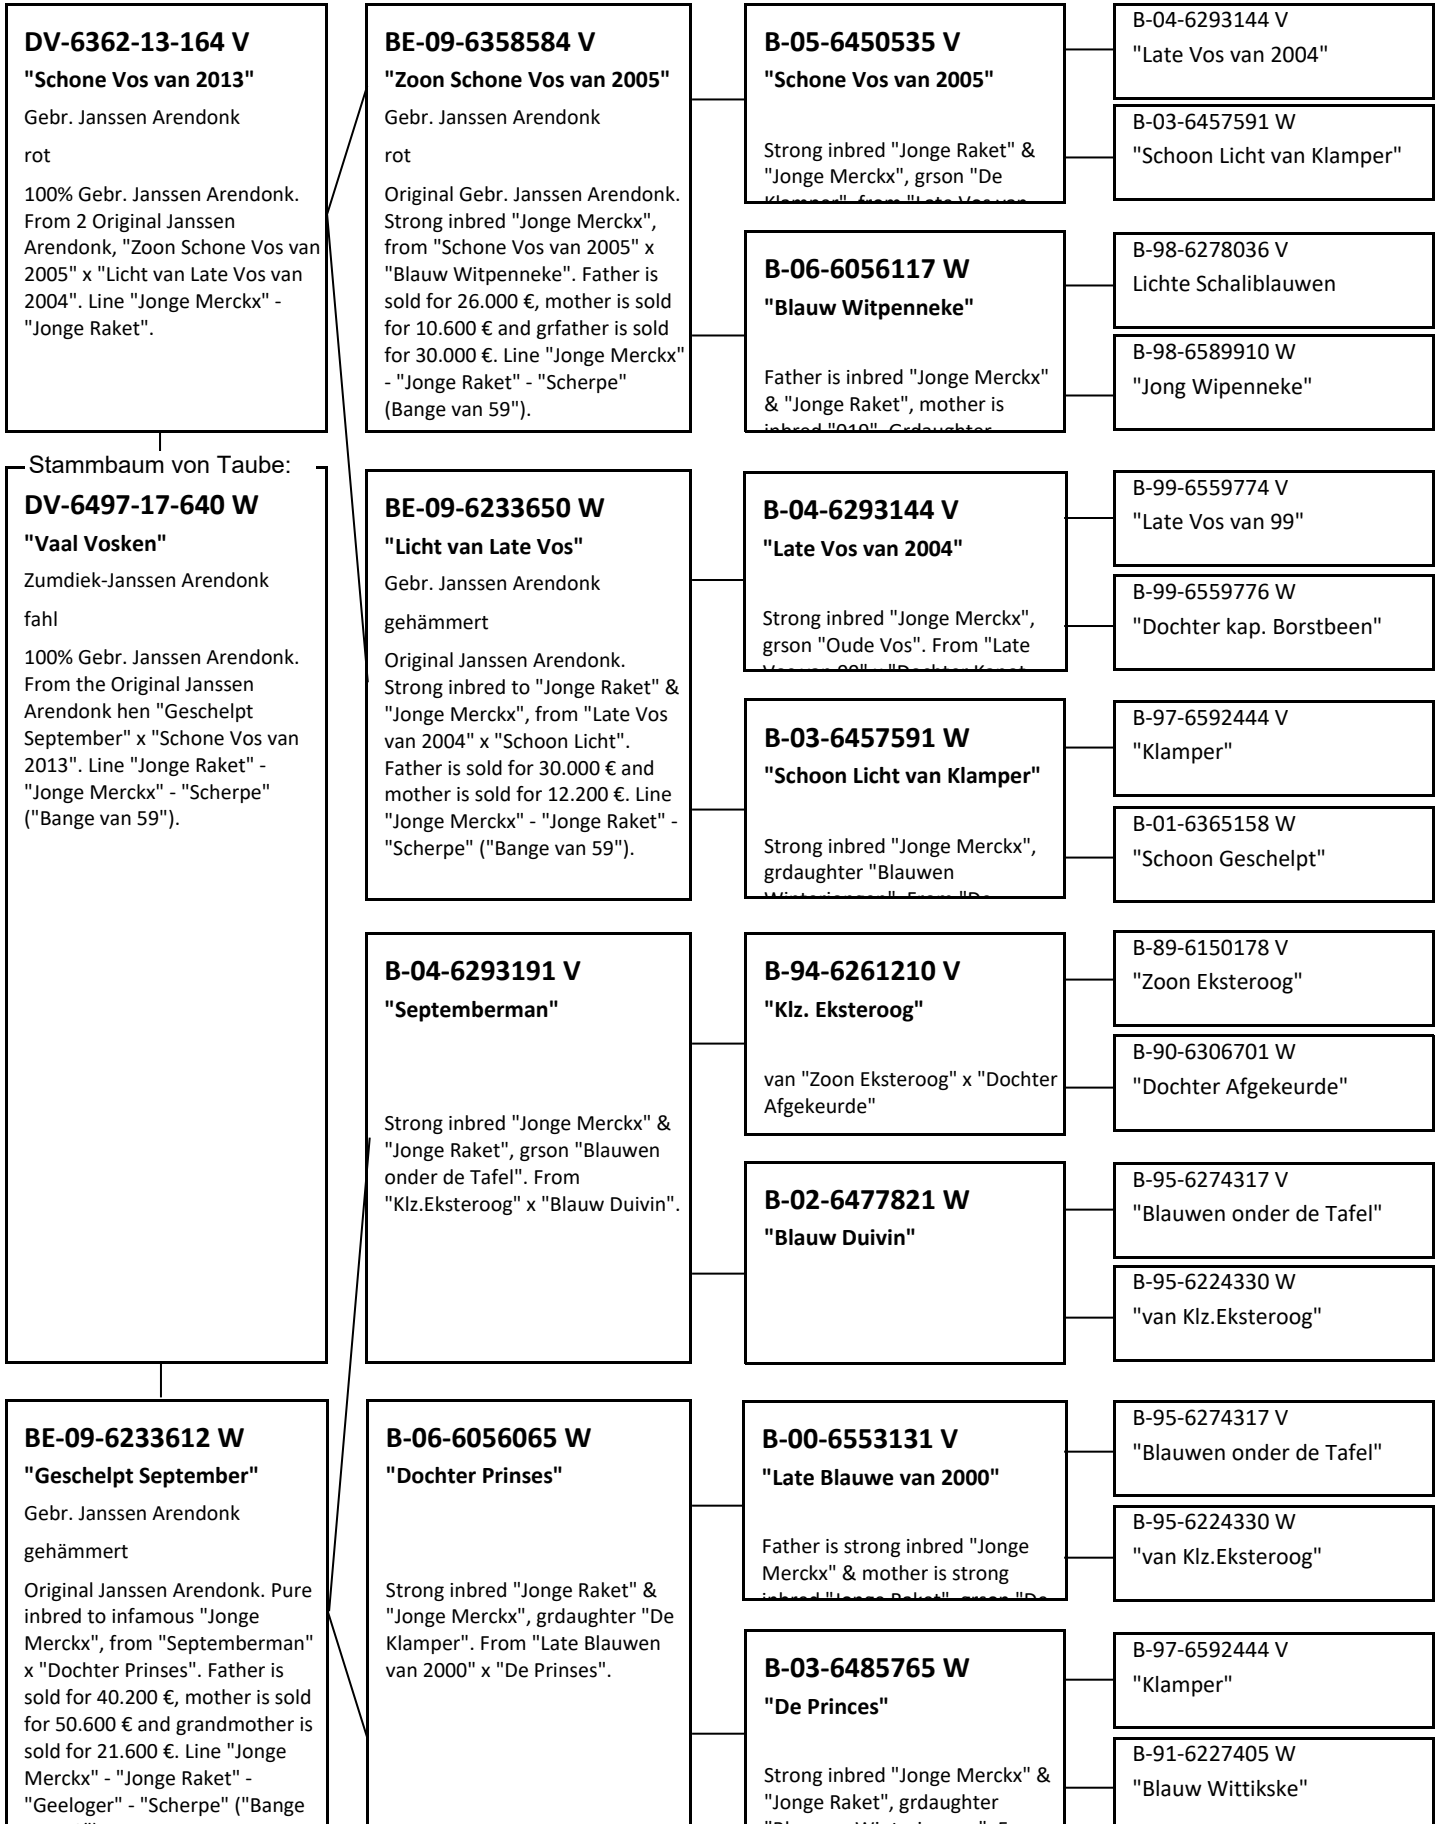 DV-6362-13-164 V
"Schone Vos van 2013"
Gebr. Janssen Arendonk
rot
100% Gebr. Janssen Arendonk.
From 2 Original Janssen
Arendonk, "Zoon Schone Vos van
2005" x "Licht van Late Vos van
2004". Line "Jonge Merckx" -
"Jonge Raket".
Stammbaum von Taube:
DV-6497-17-640 W
"Vaal Vosken"
Zumdiek-Janssen Arendonk
fahl
100% Gebr. Janssen Arendonk.
From the Original Janssen
Arendonk hen "Geschelpt
September" x "Schone Vos van
2013". Line "Jonge Raket" -
"Jonge Merckx" - "Scherpe"
("Bange van 59").
BE-09-6233612 W
"Geschelpt September"
Gebr. Janssen Arendonk
gehämmert
Original Janssen Arendonk. Pure
inbred to infamous "Jonge
Merckx", from "Septemberman"
x "Dochter Prinses". Father is
sold for 40.200 €, mother is sold
for 50.600 € and grandmother is
sold for 21.600 €. Line "Jonge
Merckx" - "Jonge Raket" -
"Geeloger" - "Scherpe" ("Bange
BE-09-6358584 V
"Zoon Schone Vos van 2005"
Gebr. Janssen Arendonk
rot
Original Gebr. Janssen Arendonk.
Strong inbred "Jonge Merckx",
from "Schone Vos van 2005" x
"Blauw Witpenneke". Father is
sold for 26.000 €, mother is sold
for 10.600 € and grfather is sold
for 30.000 €. Line "Jonge Merckx"
- "Jonge Raket" - "Scherpe"
(Bange van 59").
BE-09-6233650 W
"Licht van Late Vos"
Gebr. Janssen Arendonk
gehämmert
Original Janssen Arendonk.
Strong inbred to "Jonge Raket" &
"Jonge Merckx", from "Late Vos
van 2004" x "Schoon Licht".
Father is sold for 30.000 € and
mother is sold for 12.200 €. Line
"Jonge Merckx" - "Jonge Raket" -
"Scherpe" ("Bange van 59").
B-04-6293191 V
"Septemberman"
Strong inbred "Jonge Merckx" &
"Jonge Raket", grson "Blauwen
onder de Tafel". From
"Klz.Eksteroog" x "Blauw Duivin".
B-06-6056065 W
"Dochter Prinses"
Strong inbred "Jonge Raket" &
"Jonge Merckx", grdaughter "De
Klamper". From "Late Blauwen
van 2000" x "De Prinses".
B-05-6450535 V
"Schone Vos van 2005"
Strong inbred "Jonge Raket" &
"Jonge Merckx", grson "De
Klamper", from "Late Vos van
B-06-6056117 W
"Blauw Witpenneke"
Father is inbred "Jonge Merckx"
& "Jonge Raket", mother is
inbred "019". Grdaughter
B-04-6293144 V
"Late Vos van 2004"
Strong inbred "Jonge Merckx",
grson "Oude Vos". From "Late
Vos van 99" x "Dochter Kapot
B-03-6457591 W
"Schoon Licht van Klamper"
Strong inbred "Jonge Merckx",
grdaughter "Blauwen
Winterjongen". From "De
B-94-6261210 V
"Klz. Eksteroog"
van "Zoon Eksteroog" x "Dochter
Afgekeurde"
B-02-6477821 W
"Blauw Duivin"
B-00-6553131 V
"Late Blauwe van 2000"
Father is strong inbred "Jonge
Merckx" & mother is strong
inbred "Jonge Raket", grson "De
B-03-6485765 W
"De Princes"
Strong inbred "Jonge Merckx" &
"Jonge Raket", grdaughter
B-04-6293144 V
"Late Vos van 2004"
B-03-6457591 W
"Schoon Licht van Klamper"
B-98-6278036 V
Lichte Schaliblauwen
B-98-6589910 W
"Jong Wipenneke"
B-99-6559774 V
"Late Vos van 99"
B-99-6559776 W
"Dochter kap. Borstbeen"
B-97-6592444 V
"Klamper"
B-01-6365158 W
"Schoon Geschelpt"
B-89-6150178 V
"Zoon Eksteroog"
B-90-6306701 W
"Dochter Afgekeurde"
B-95-6274317 V
"Blauwen onder de Tafel"
B-95-6224330 W
"van Klz.Eksteroog"
B-95-6274317 V
"Blauwen onder de Tafel"
B-95-6224330 W
"van Klz.Eksteroog"
B-97-6592444 V
"Klamper"
B-91-6227405 W
"Blauw Wittikske"